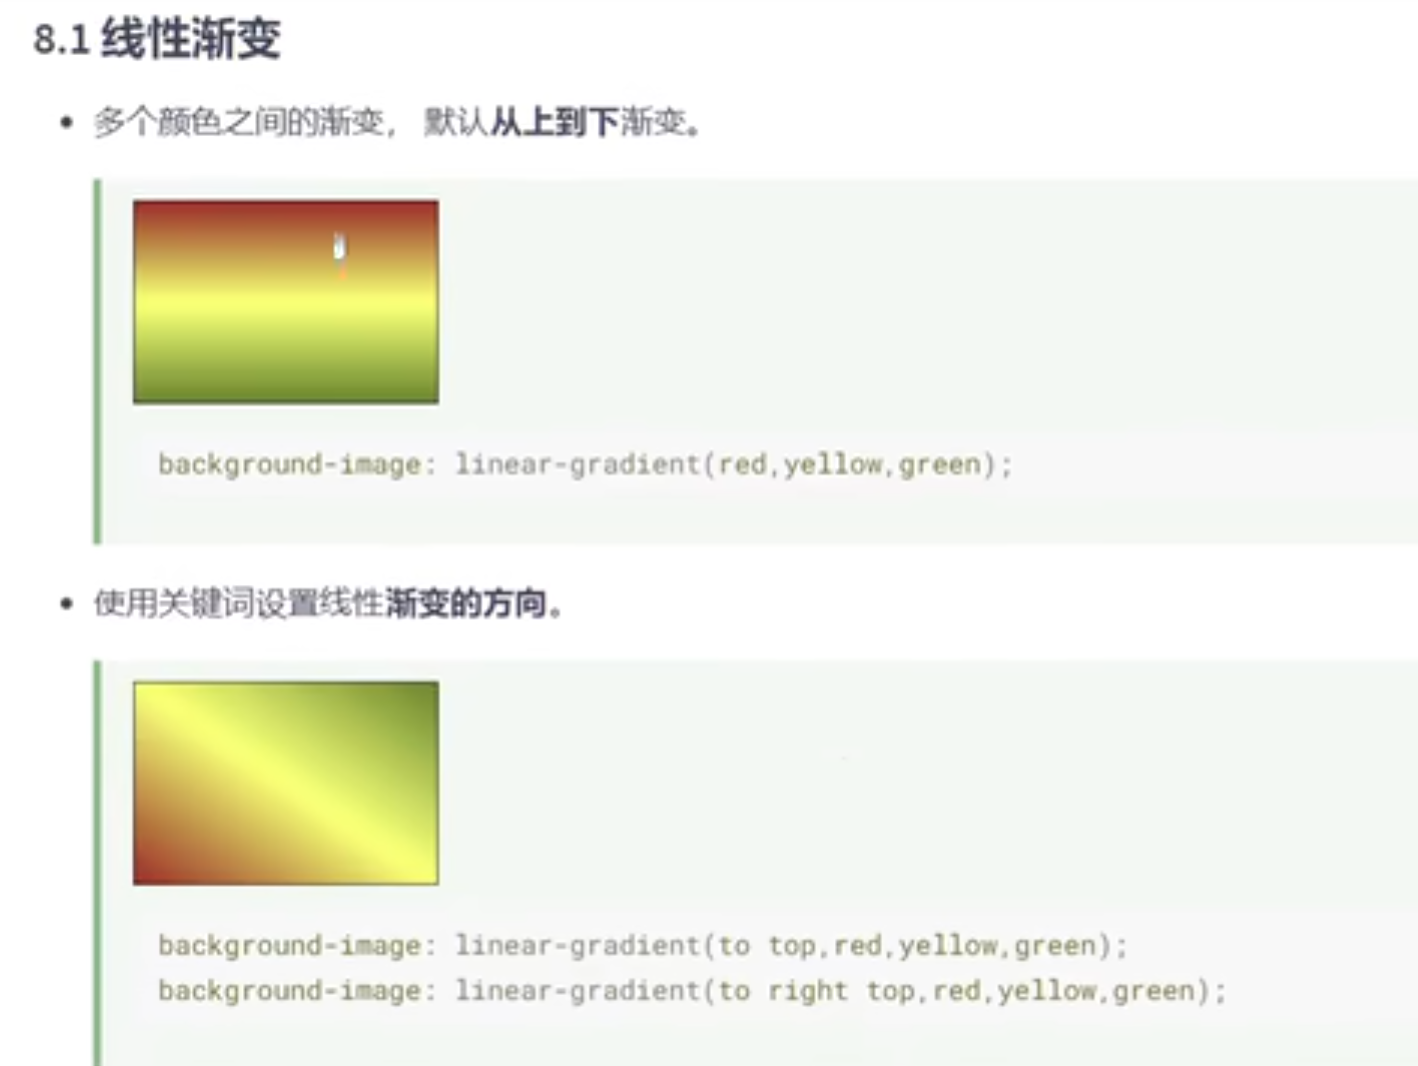 8.1 线性渐变
多个颜色之间的渐变， 默认从上到下渐变。
background-image: linear-gradient(red,yellow,green);
使用关键词设置线性渐变的方向。
background-image: linear-gradient(to top,red,yellow,green);
background-image: linear-gradient(to right top,red,yellow,green);